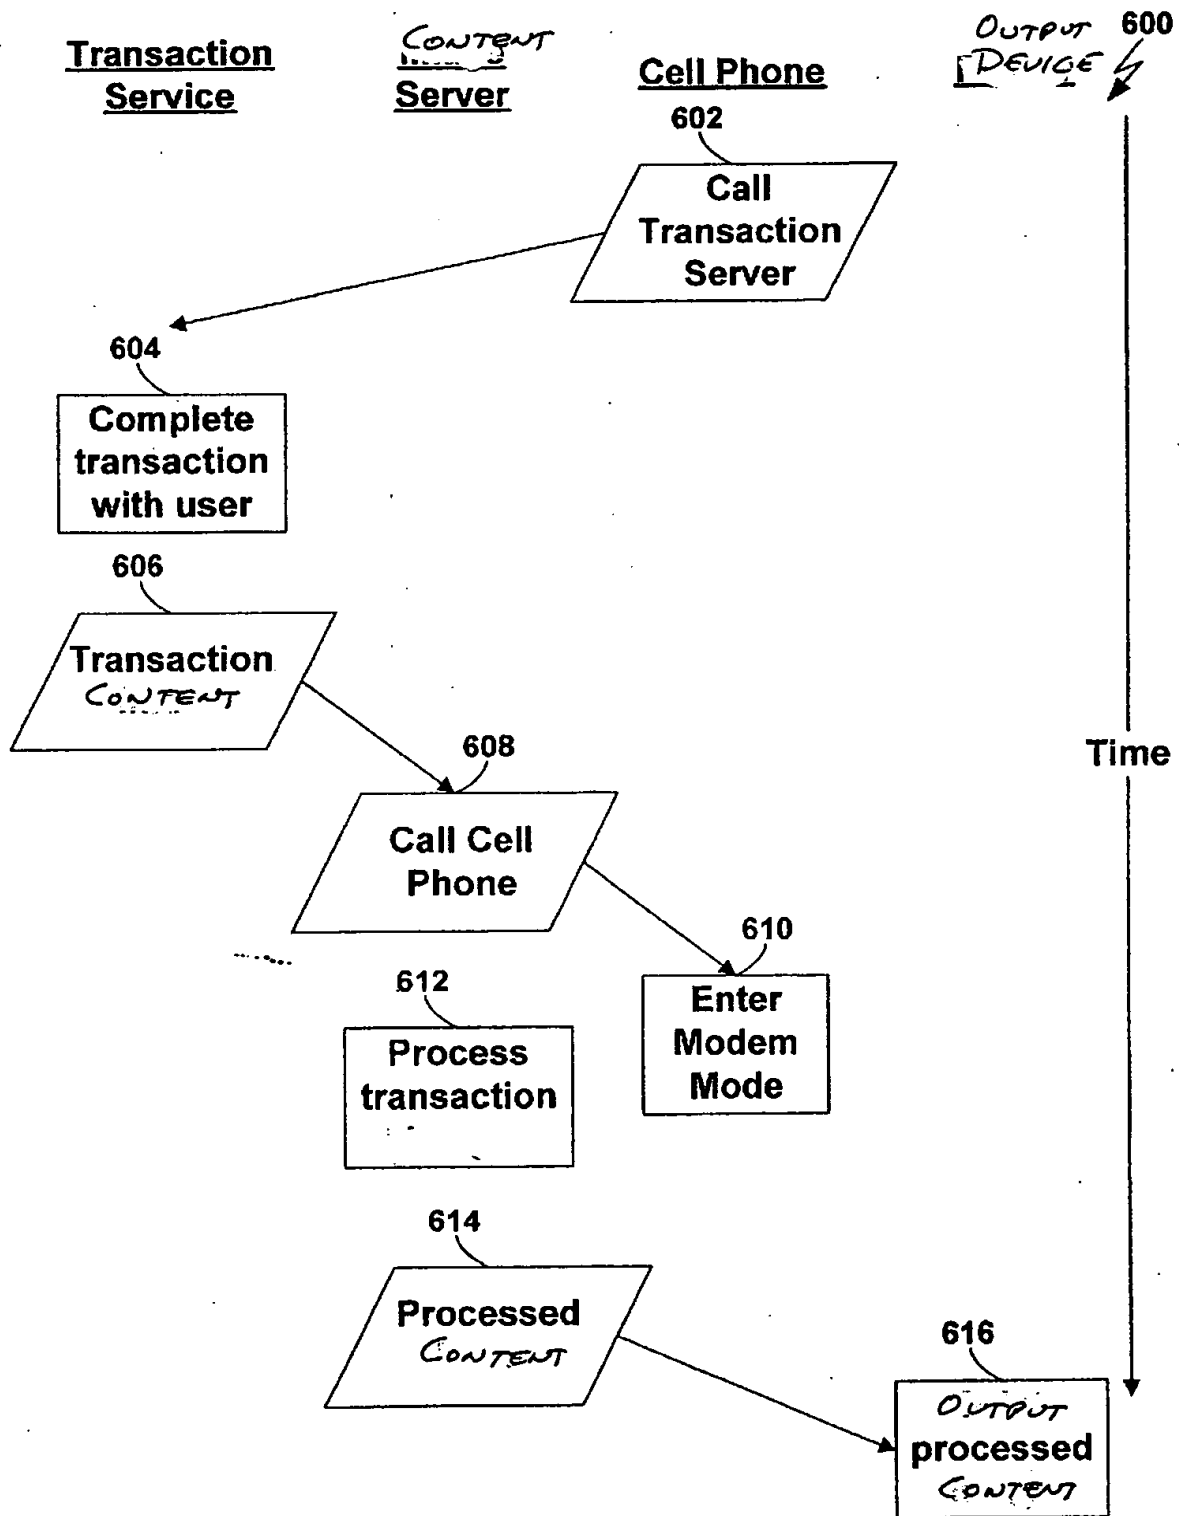 Transaction
Service
CONTENT
Server
Cell Phone
OUTPUT
DEVICE
600
602
Call
Transaction
Server
604
Complete
transaction
with user
606
Transaction
CONTENT
608
Call Cell
Phone
Time
610
Enter
Modem
Mode
612
Process
transaction
614
Processed
CONTENT
616
OUTPUT
processed
CONTENT